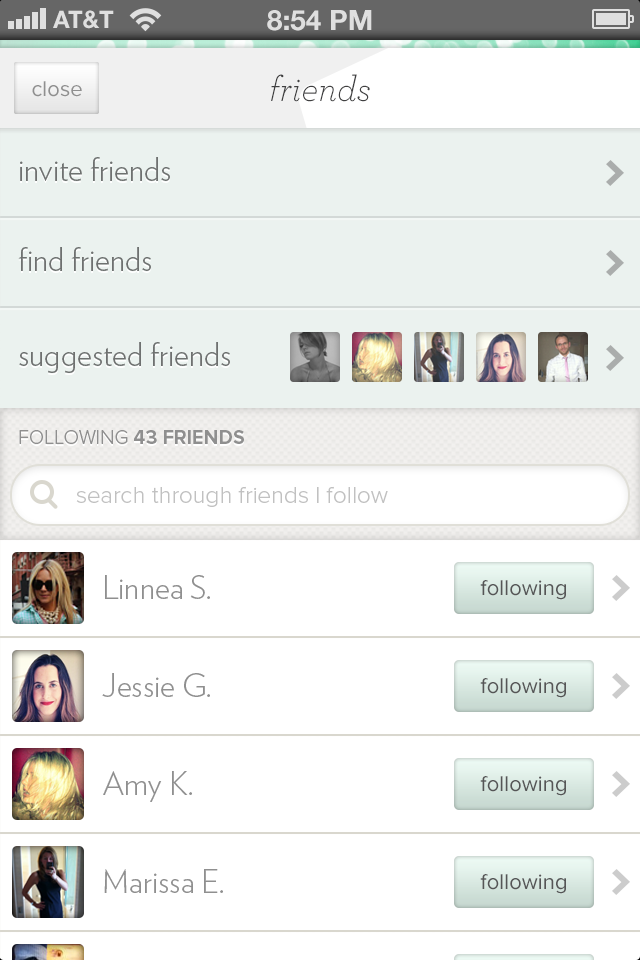 AT&T 8:54 PM
close friends
invite friends
find friends
suggested friends
FOLLOWING 43 FRIENDS
search through friends I follow
Linnea S. following
Jessie G. following
Amy K. following
Marissa E. following